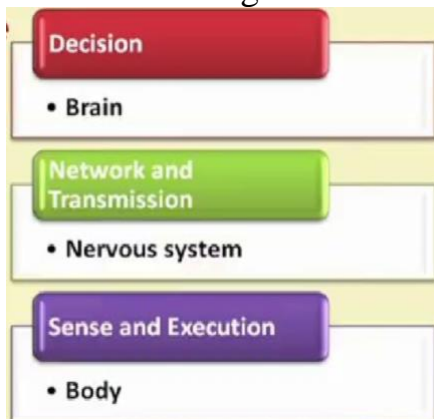 Decision
• Brain
Network and
Transmission
• Nervous system
Sense and Execution
• Body